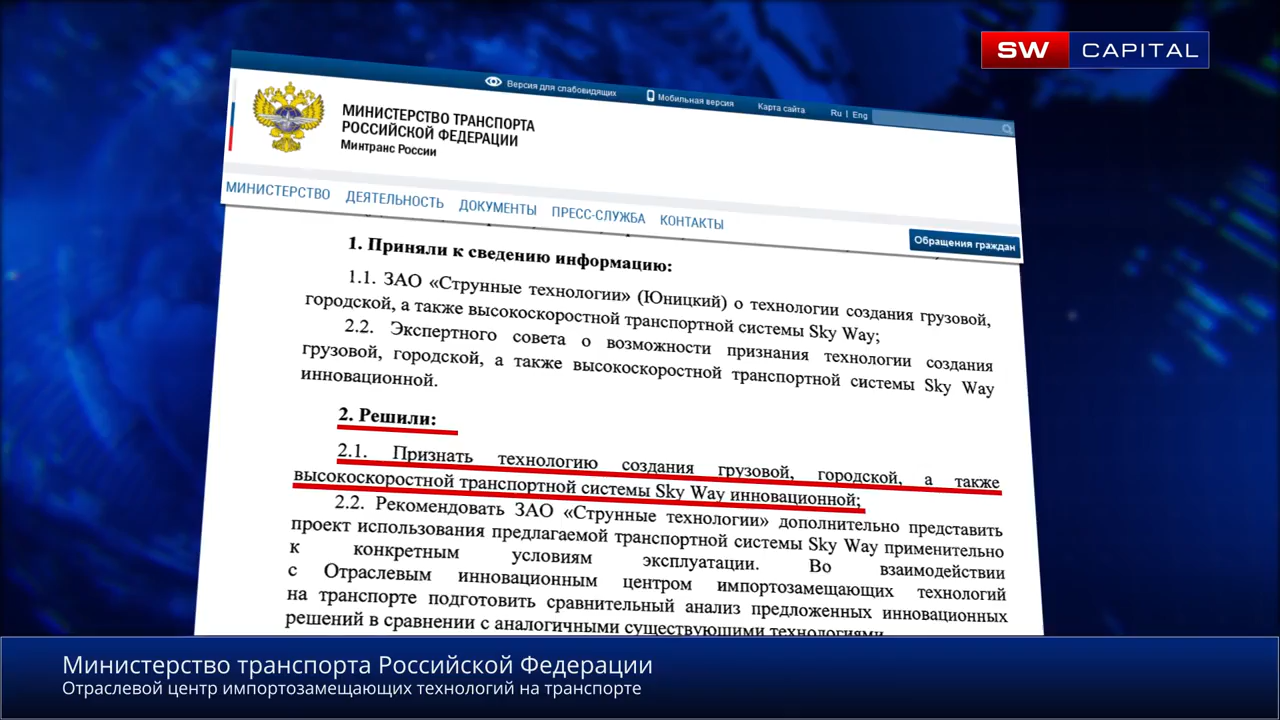 SW CAPITAL
Версия для слабовидящих
Мобильная версия
Карта сайта
Ru | Eng
МИНИСТЕРСТВО ТРАНСПОРТА
РОССИЙСКОЙ ФЕДЕРАЦИИ
Минтранс России
МИНИСТЕРСТВО ДЕЯТЕЛЬНОСТЬ ДОКУМЕНТЫ ПРЕСС-СЛУЖБА КОНТАКТЫ
Обращения граждан
1. Приняли к сведению информацию:
1.1. ЗАО «Струнные технологии» (Юницкий) о технологии создания грузовой,
городской, а также высокоскоростной транспортной системы Sky Way;
2.2. Экспертного совета о возможности признания технологии создания
грузовой, городской, а также высокоскоростной транспортной системы Sky Way
инновационной.
2. Решили:
2.1. Признать технологию создания грузовой, городской, а также
высокоскоростной транспортной системы Sky Way инновационной;
2.2. Рекомендовать ЗАО «Струнные технологии» дополнительно представить
проект использования предлагаемой транспортной системы Sky Way применительно
к конкретным условиям эксплуатации. Во взаимодействии
с Отраслевым инновационным центром импортозамещающих технологий
на транспорте подготовить сравнительный анализ предложенных инновационных
решений в сравнении с аналогичными существующими технологиями.
Министерство транспорта Российской Федерации
Отраслевой центр импортозамещающих технологий на транспорте